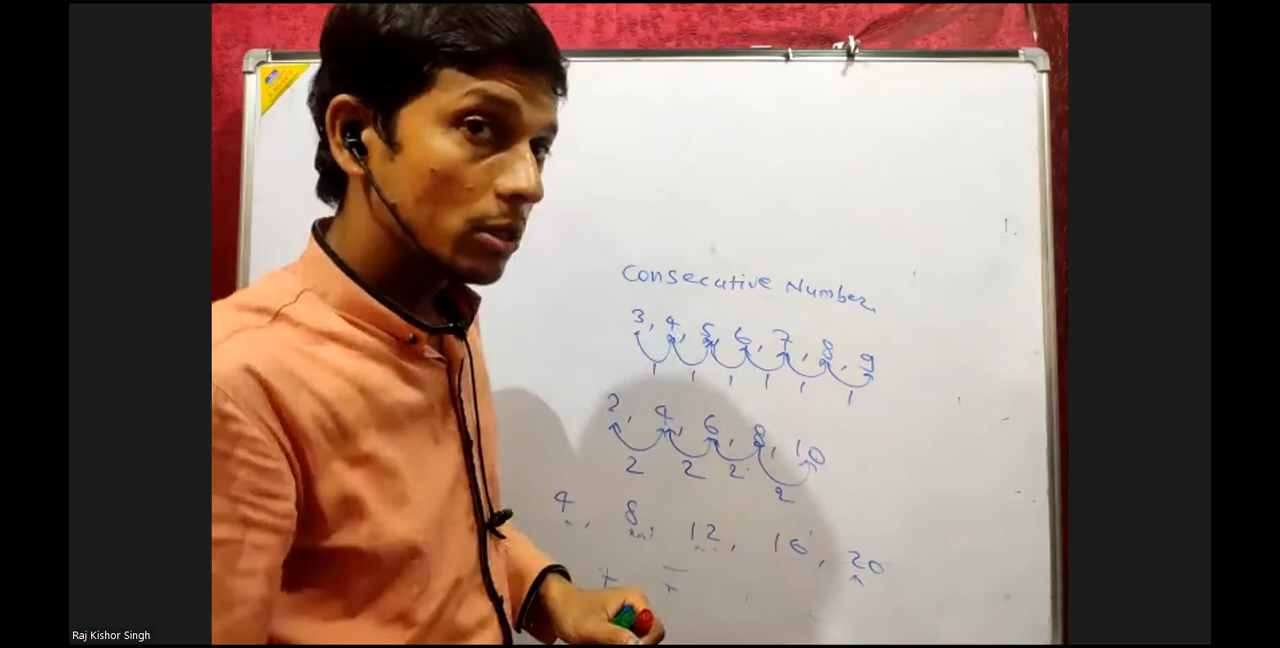 1.
Consecutive Number
3, 4, 5, 6, 7, 8, 9
1 1 1 1 1 1
2, 4, 6, 8, 10
2 2 2 2
4, 8, 12, 16, 20
Raj Kishor Singh